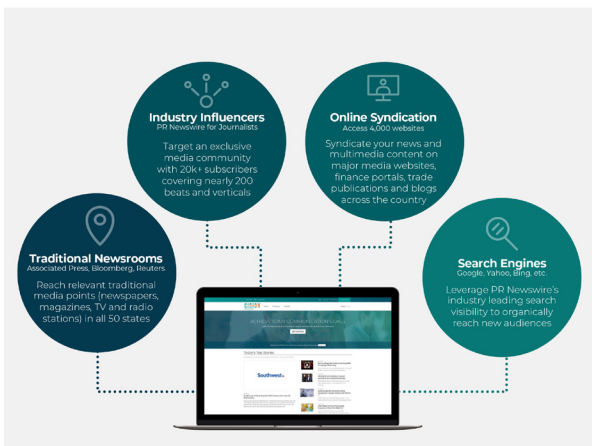 Industry Influencers
PR Newswire for Journalists
Target an exclusive
media community
with 20k+ subscribers
covering nearly 200
beats and verticals
Online Syndication
Access 4,000 websites
Syndicate your news and
multimedia content on
major media websites,
finance portals, trade
publications and blogs
across the country
Traditional Newsrooms
Associated Press, Bloomberg, Reuters
Reach relevant traditional
media points (newspapers,
magazines, TV and radio
stations) in all 50 states
Search Engines
Google, Yahoo, Bing, etc.
Leverage PR Newswire's
industry leading search
visibility to organically
reach new audiences
Today's Top Stories
Southwest